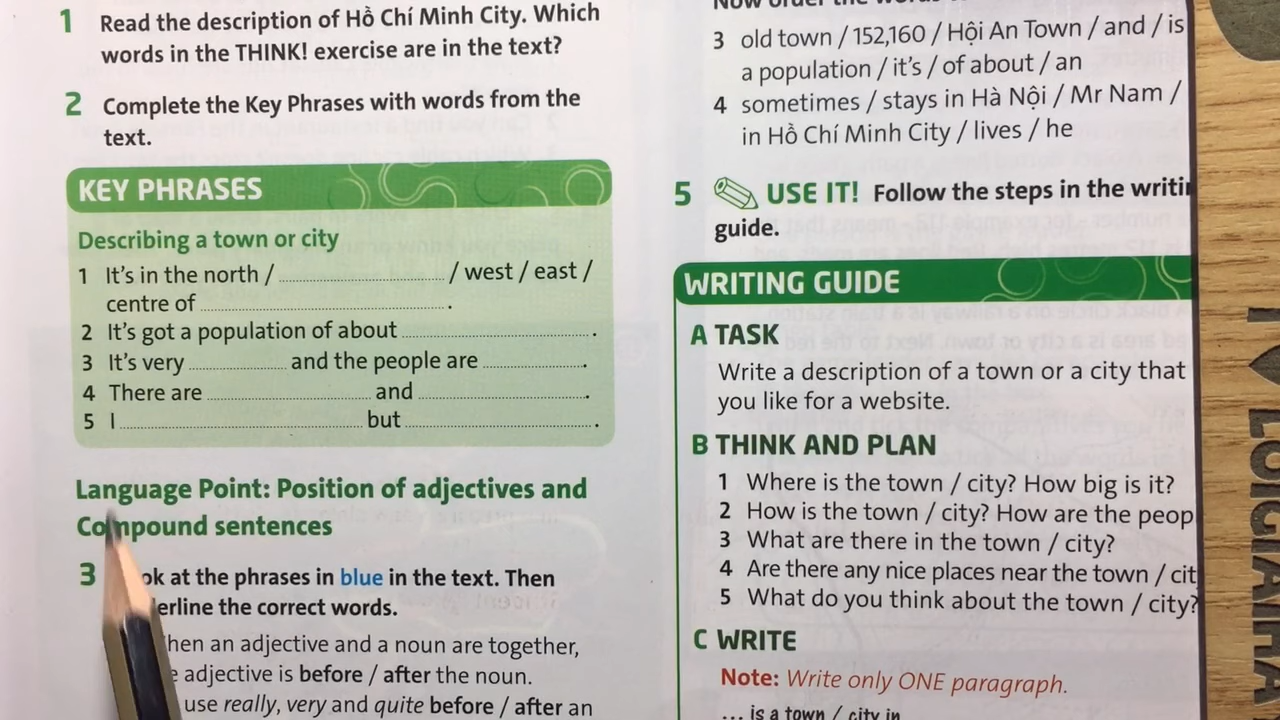 1 Read the description of Hồ Chí Minh City. Which
words in the THINK! exercise are in the text?
2 Complete the Key Phrases with words from the
text.
KEY PHRASES
Describing a town or city
1 It's in the north / / west / east /
centre of .
2 It's got a population of about .
3 It's very and the people are .
4 There are and .
5 I but .
Language Point: Position of adjectives and
Compound sentences
3 at the phrases in blue in the text. Then
the correct words.
an adjective and a noun are together,
adjective is before / after the noun.
use really, very and quite before / after an
3 old town / 152,160 / Hội An Town / and / is
a population / it's / of about / an
4 sometimes / stays in Hà Nội / Mr Nam /
in Hồ Chí Minh City / lives / he
5 USE IT! Follow the steps in the
guide.
WRITING GUIDE
A TASK
Write a description of a town or a city that
you like for a website.
B THINK AND PLAN
1 Where is the town / city? How big is it?
2 How is the town / city? How are the
3 What are there in the town / city?
4 Are there any nice places near the town /
5 What do you think about the town / city?
C WRITE
Note: Write only ONE paragraph.
... is a town / city in
I LOIGIAIHA